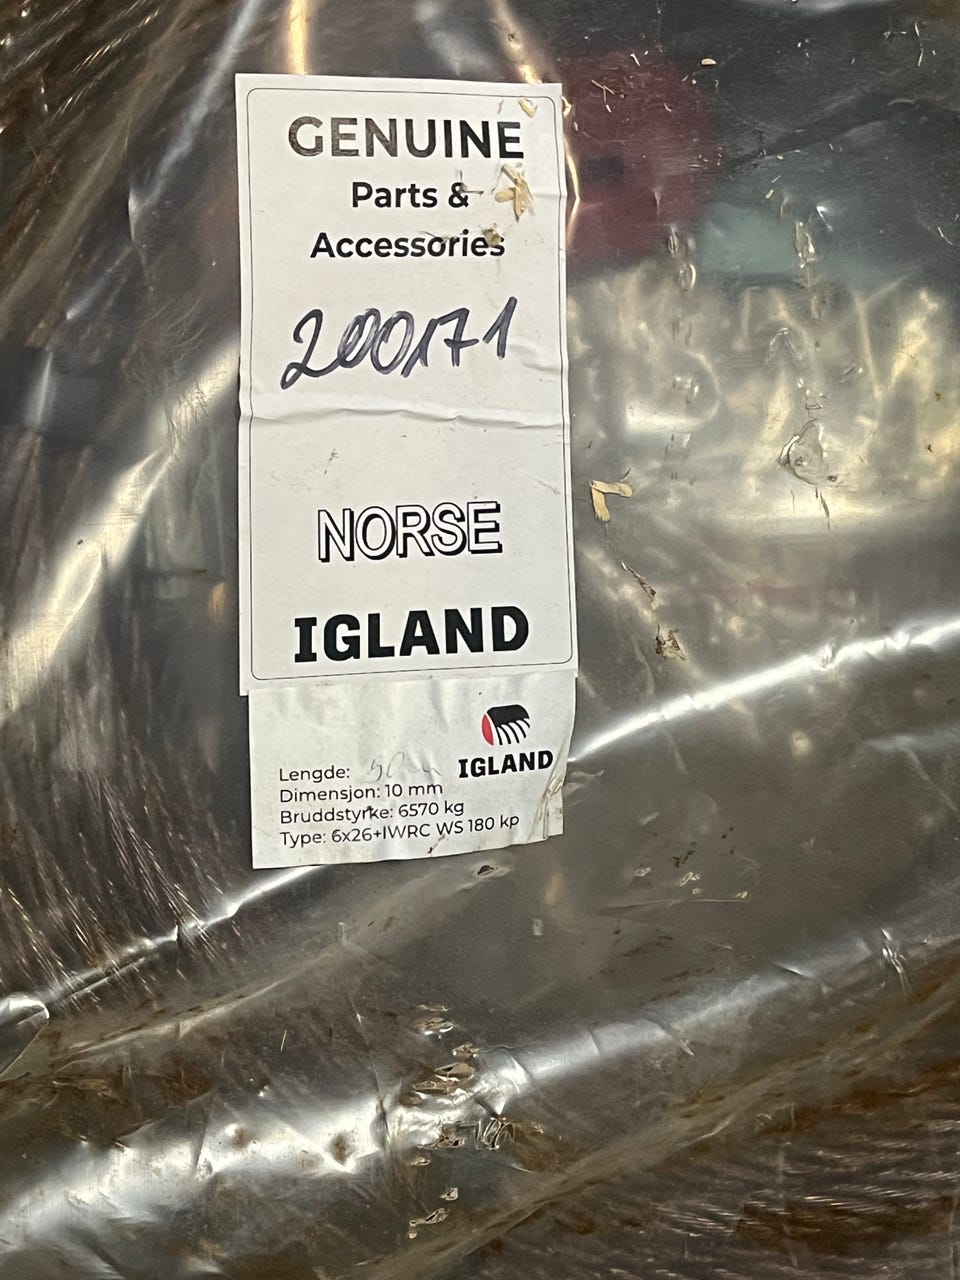 GENUINE
Parts &
Accessories
200171
NORSE
IGLAND
IGLAND
Lengde:
Dimensjon: 10 mm
Bruddstyrke: 6570 kg
Type: 6x26+IWRC WS 180 kp